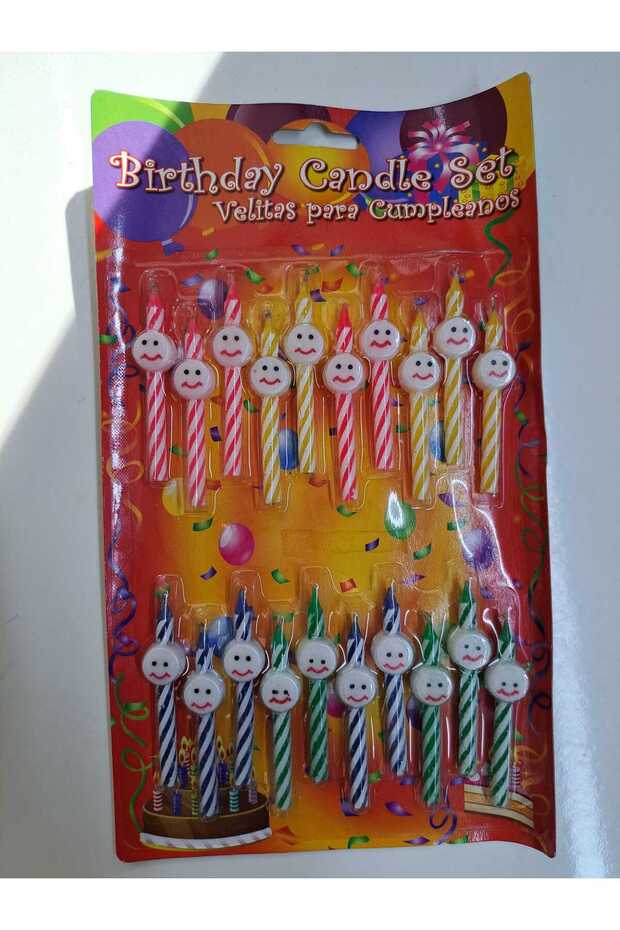 Birthday Candle Set
Velitas para Cumpleanos